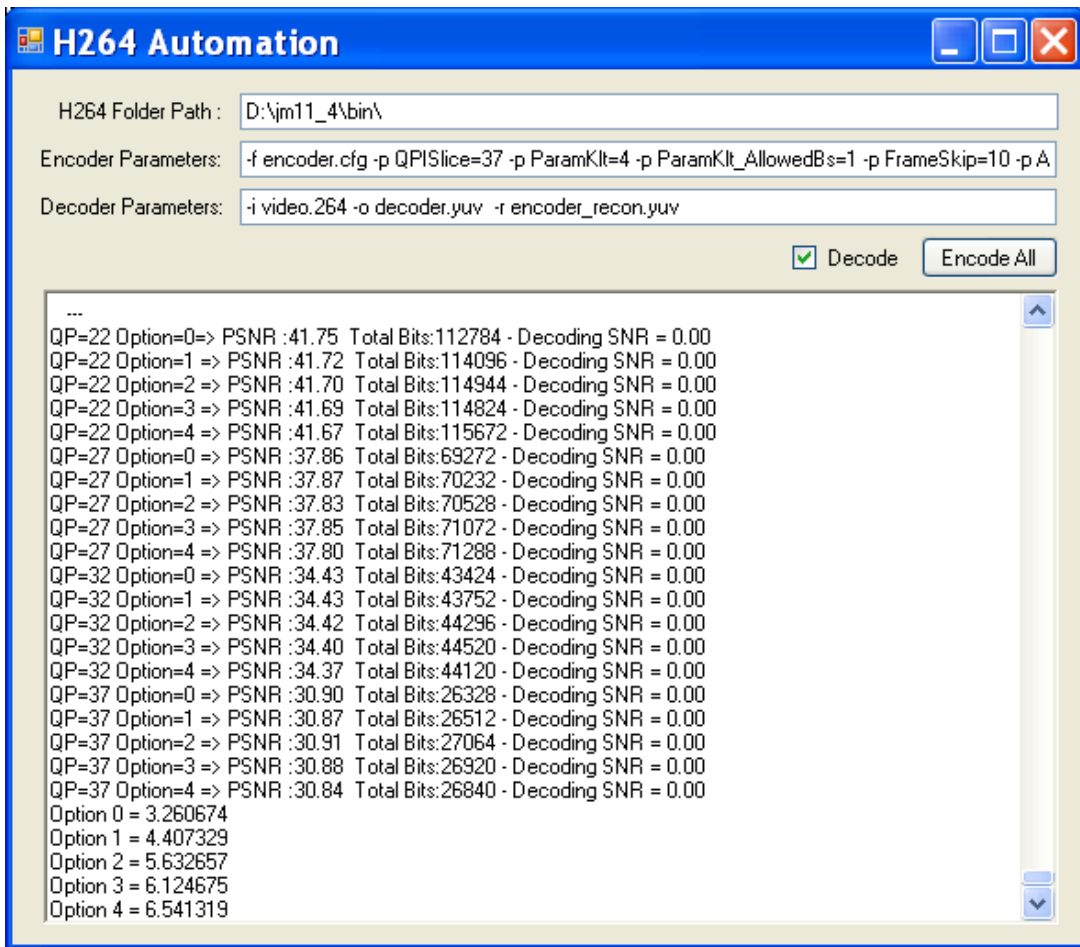 H264 Automation
H264 Folder Path : D:\jm11_4\bin\
Encoder Parameters: -f encoder.cfg -p QPISlice=37 -p ParamKlt=4 -p ParamKlt_AllowedBs=1 -p FrameSkip=10 -p A
Decoder Parameters: -i video.264 -o decoder.yuv  -r encoder_recon.yuv
Decode Encode All
---
QP=22 Option=0=> PSNR :41.75  Total Bits:112784 - Decoding SNR = 0.00
QP=22 Option=1 => PSNR :41.72  Total Bits:114096 - Decoding SNR = 0.00
QP=22 Option=2 => PSNR :41.70  Total Bits:114944 - Decoding SNR = 0.00
QP=22 Option=3 => PSNR :41.69  Total Bits:114824 - Decoding SNR = 0.00
QP=22 Option=4 => PSNR :41.67  Total Bits:115672 - Decoding SNR = 0.00
QP=27 Option=0 => PSNR :37.86  Total Bits:69272 - Decoding SNR = 0.00
QP=27 Option=1 => PSNR :37.87  Total Bits:70232 - Decoding SNR = 0.00
QP=27 Option=2 => PSNR :37.83  Total Bits:70528 - Decoding SNR = 0.00
QP=27 Option=3 => PSNR :37.85  Total Bits:71072 - Decoding SNR = 0.00
QP=27 Option=4 => PSNR :37.80  Total Bits:71288 - Decoding SNR = 0.00
QP=32 Option=0 => PSNR :34.43  Total Bits:43424 - Decoding SNR = 0.00
QP=32 Option=1 => PSNR :34.43  Total Bits:43752 - Decoding SNR = 0.00
QP=32 Option=2 => PSNR :34.42  Total Bits:44296 - Decoding SNR = 0.00
QP=32 Option=3 => PSNR :34.40  Total Bits:44520 - Decoding SNR = 0.00
QP=32 Option=4 => PSNR :34.37  Total Bits:44120 - Decoding SNR = 0.00
QP=37 Option=0 => PSNR :30.90  Total Bits:26328 - Decoding SNR = 0.00
QP=37 Option=1 => PSNR :30.87  Total Bits:26512 - Decoding SNR = 0.00
QP=37 Option=2 => PSNR :30.91  Total Bits:27064 - Decoding SNR = 0.00
QP=37 Option=3 => PSNR :30.88  Total Bits:26920 - Decoding SNR = 0.00
QP=37 Option=4 => PSNR :30.84  Total Bits:26840 - Decoding SNR = 0.00
Option 0 = 3.260674
Option 1 = 4.407329
Option 2 = 5.632657
Option 3 = 6.124675
Option 4 = 6.541319